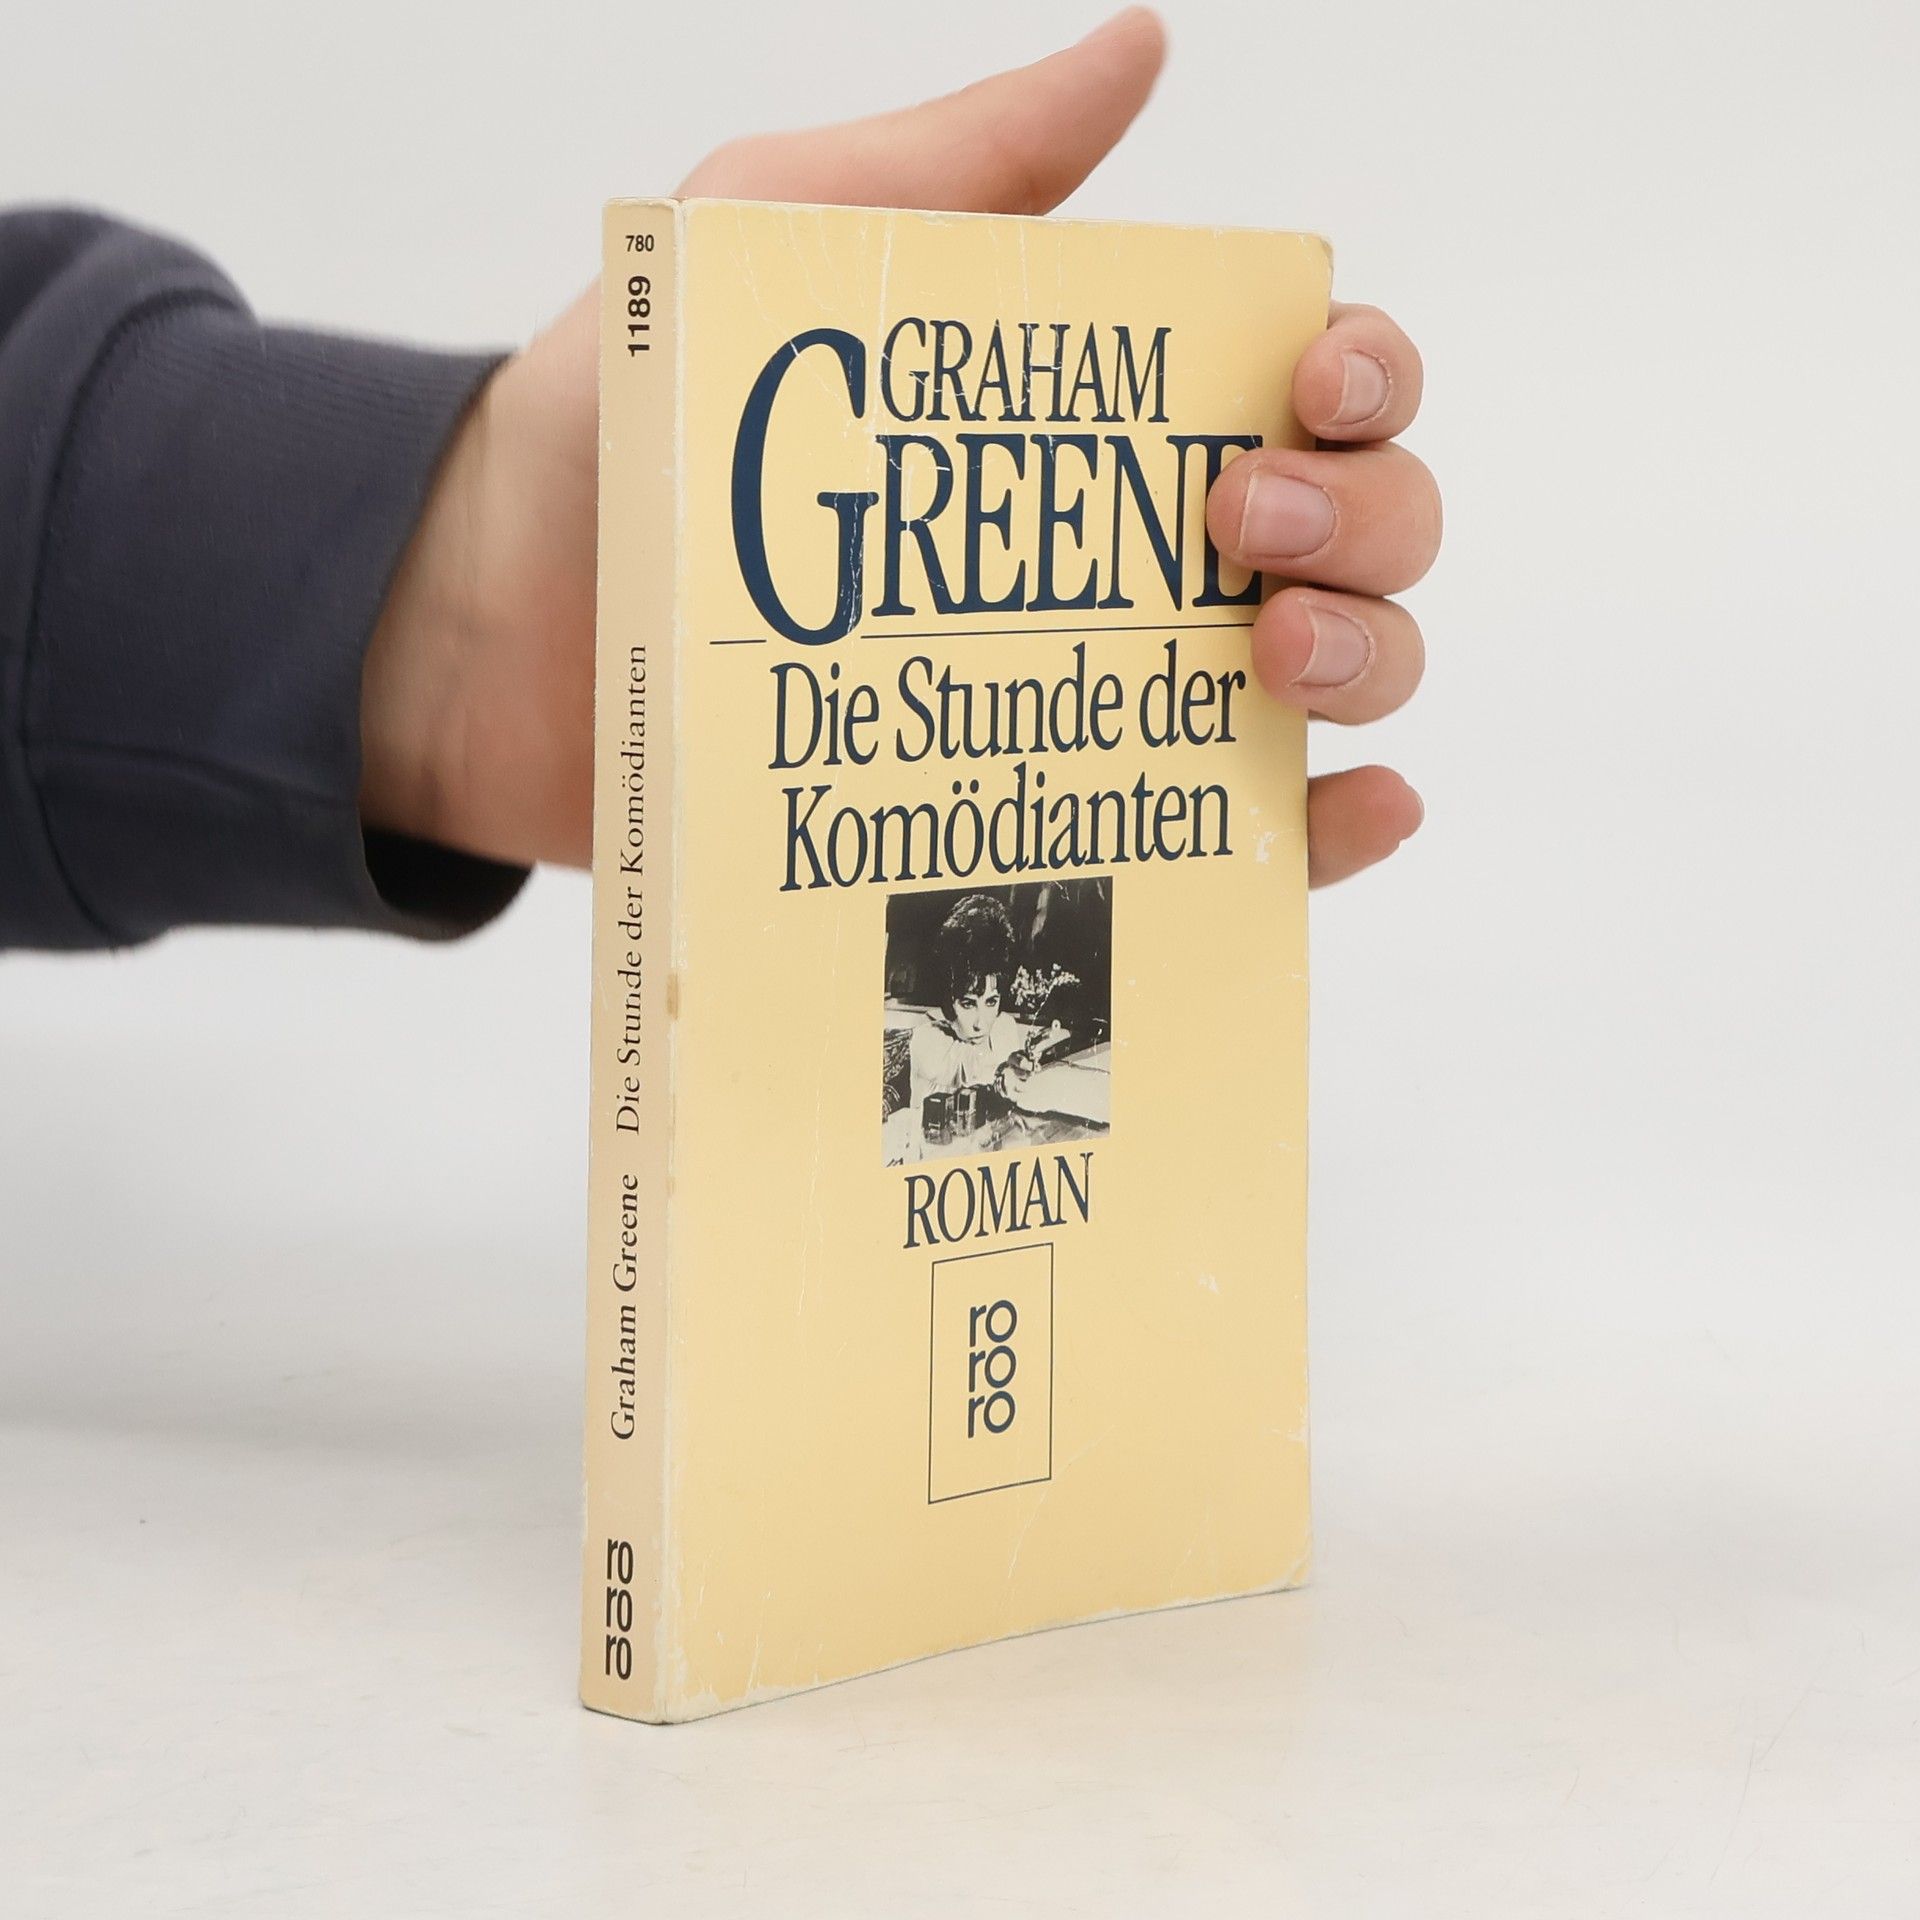 780
1189
Graham Greene Die Stunde der Komödianten
ro
ro
ro
GRAHAM
GREENE
Die Stunde der
Komödianten
ROMAN
ro
ro
ro